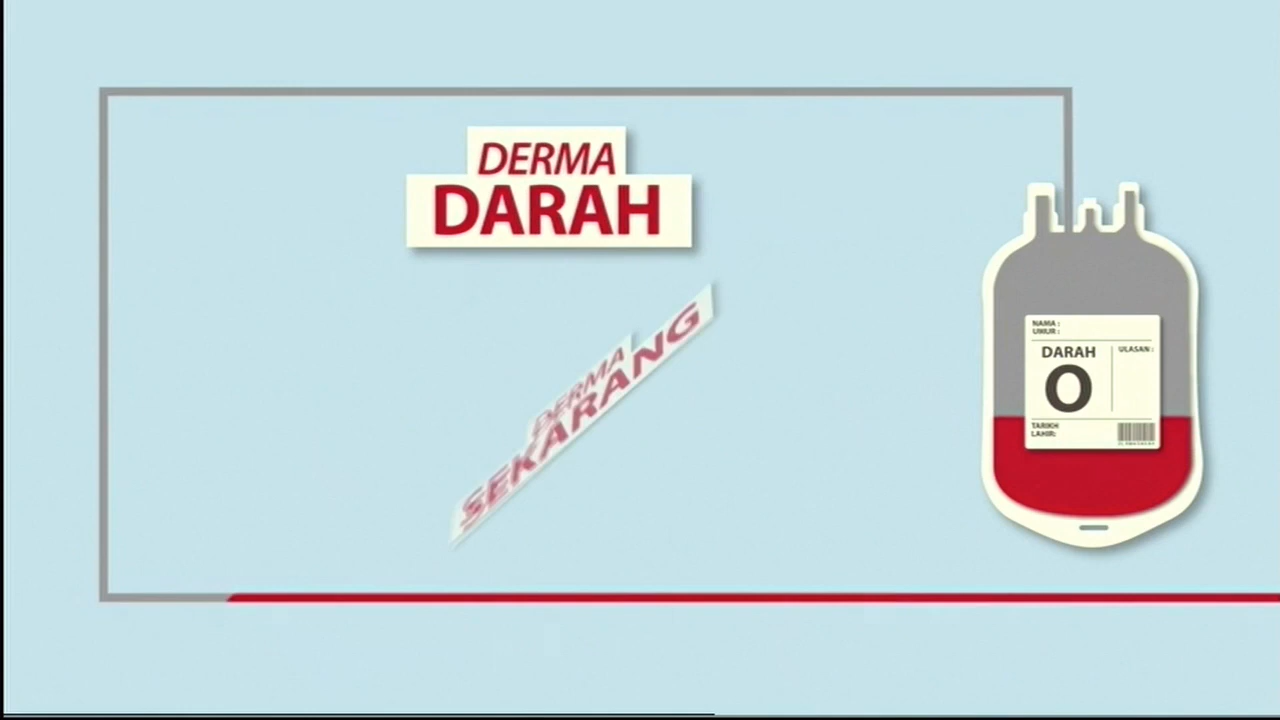 DERMA
DARAH
DERMA
SEKARANG
NAMA :
UMUR :
DARAH
O
ULASAN :
TARIKH
LAHIR: